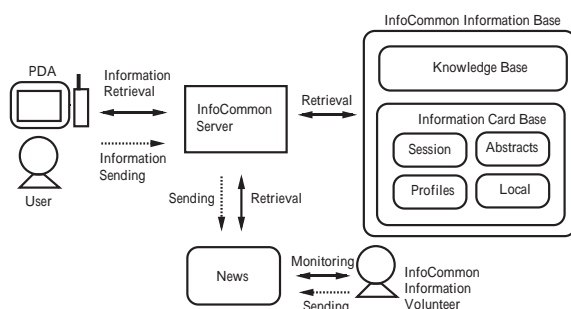 InfoCommon Information Base
PDA
Information
Retrieval
InfoCommon
Server
Retrieval
Knowledge Base
Information Card Base
Session
Abstracts
Profiles
Local
Information
Sending
User
Sending
Retrieval
News
Monitoring
Sending
InfoCommon
Information
Volunteer